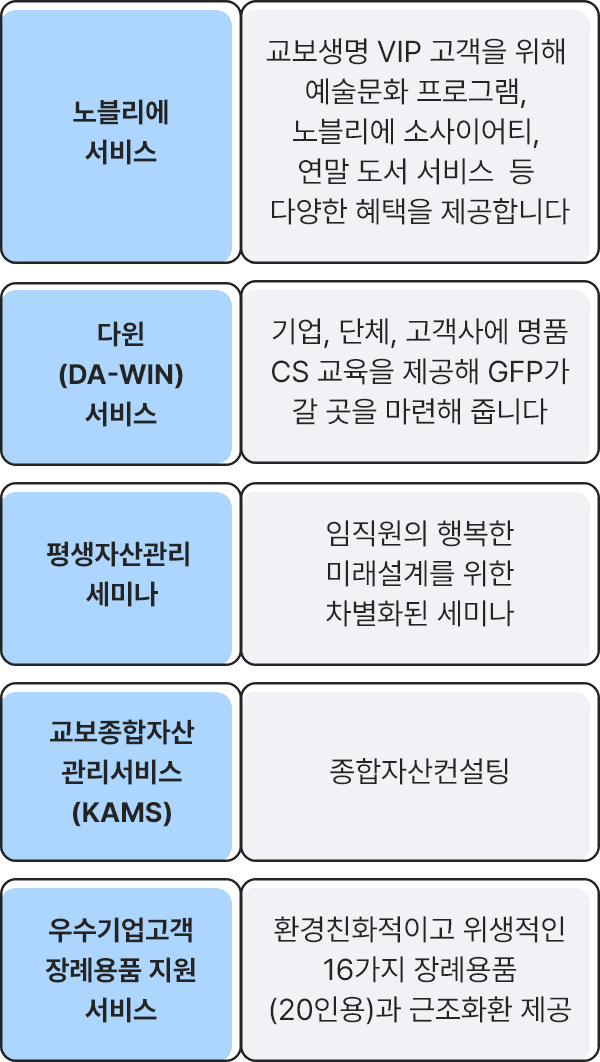 노블리에
서비스
교보생명 VIP 고객을 위해
예술문화 프로그램,
노블리에 소사이어티,
연말 도서 서비스 등
다양한 혜택을 제공합니다
다윈
(DA-WIN)
서비스
기업, 단체, 고객사에 명품
CS 교육을 제공해 GFP가
갈 곳을 마련해 줍니다
평생자산관리
세미나
임직원의 행복한
미래설계를 위한
차별화된 세미나
교보종합자산
관리서비스
(KAMS)
종합자산컨설팅
우수기업고객
장례용품 지원
서비스
환경친화적이고 위생적인
16가지 장례용품
(20인용)과 근조화환 제공